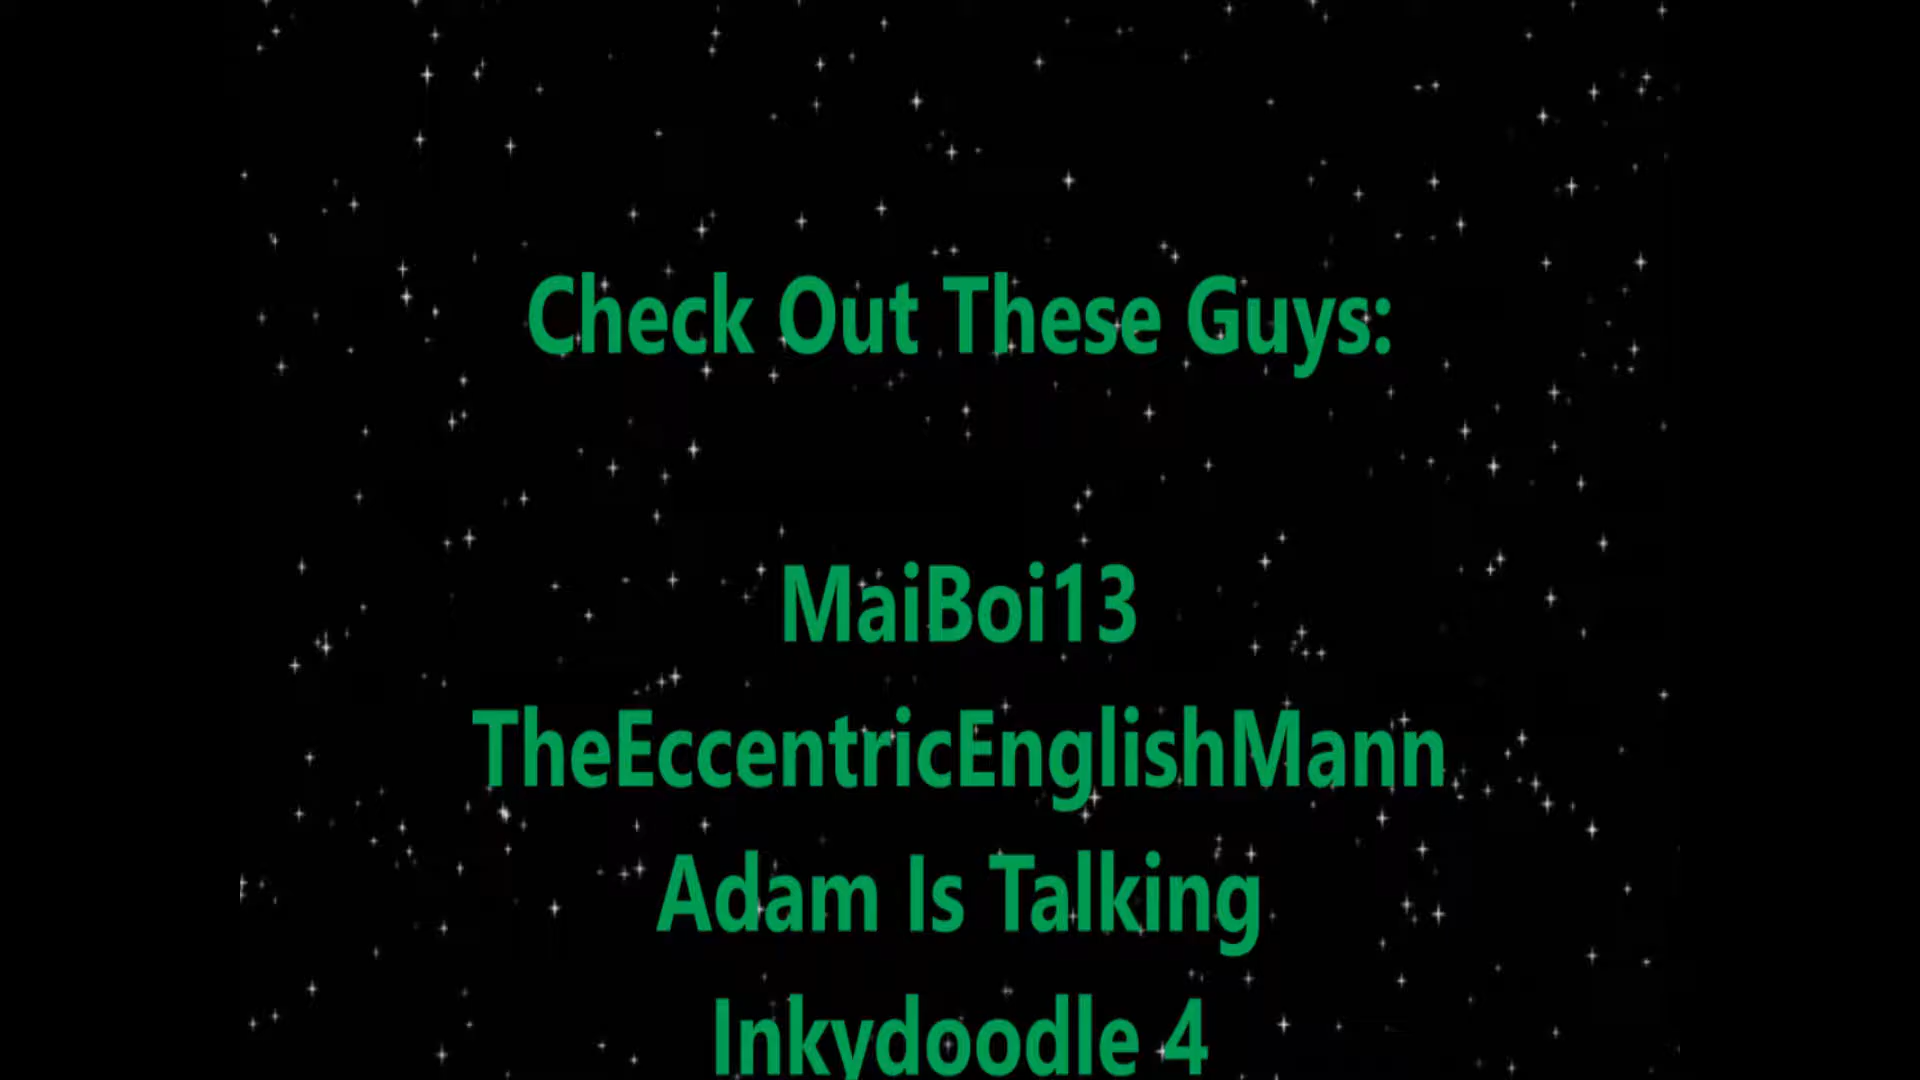 Check Out These Guys:
MaiBoi13
TheEccentricEnglishMann
Adam Is Talking
Inkydoodle 4